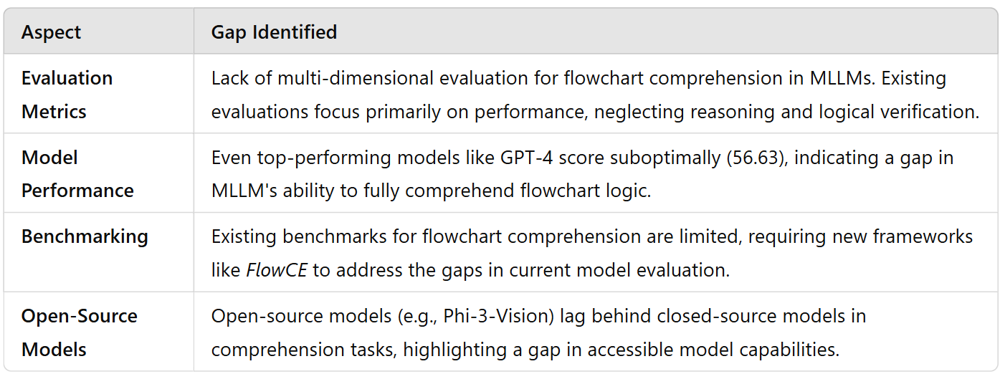 Aspect Gap Identified
Evaluation Metrics
Lack of multi-dimensional evaluation for flowchart comprehension in MLLMs. Existing
evaluations focus primarily on performance, neglecting reasoning and logical verification.
Model Performance
Even top-performing models like GPT-4 score suboptimally (56.63), indicating a gap in
MLLM's ability to fully comprehend flowchart logic.
Benchmarking
Existing benchmarks for flowchart comprehension are limited, requiring new frameworks
like FlowCE to address the gaps in current model evaluation.
Open-Source Models
Open-source models (e.g., Phi-3-Vision) lag behind closed-source models in
comprehension tasks, highlighting a gap in accessible model capabilities.